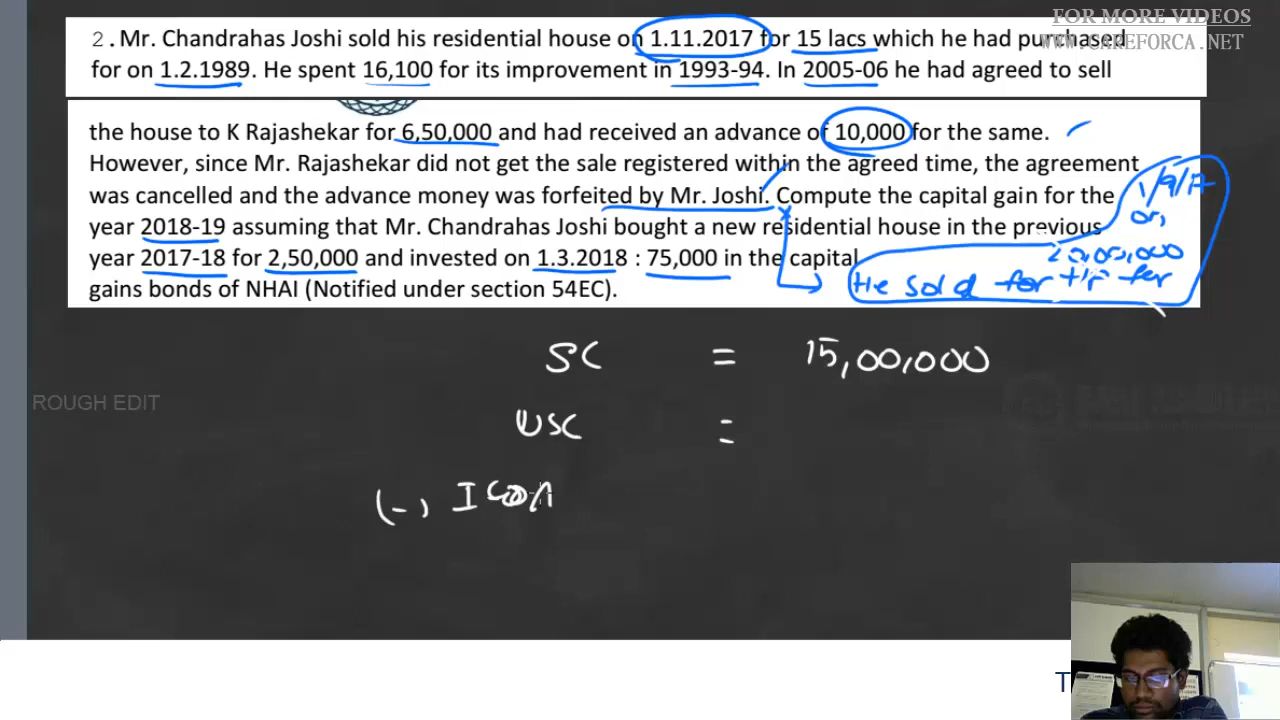 FOR MORE VIDEOS
WWW.CAREFORCA.NET
2. Mr. Chandrahas Joshi sold his residential house on 1.11.2017 for 15 lacs which he had purchased
for on 1.2.1989. He spent 16,100 for its improvement in 1993-94. In 2005-06 he had agreed to sell
the house to K Rajashekar for 6,50,000 and had received an advance of 10,000 for the same.
However, since Mr. Rajashekar did not get the sale registered within the agreed time, the agreement
was cancelled and the advance money was forfeited by Mr. Joshi. Compute the capital gain for the
1/9/17
or,
year 2018-19 assuming that Mr. Chandrahas Joshi bought a new residential house in the previous
year 2017-18 for 2,50,000 and invested on 1.3.2018 : 75,000 in the capital
He sold for
gains bonds of NHAI (Notified under section 54EC).
SC = 15,00,000
ROUGH EDIT
=
(-) I
T